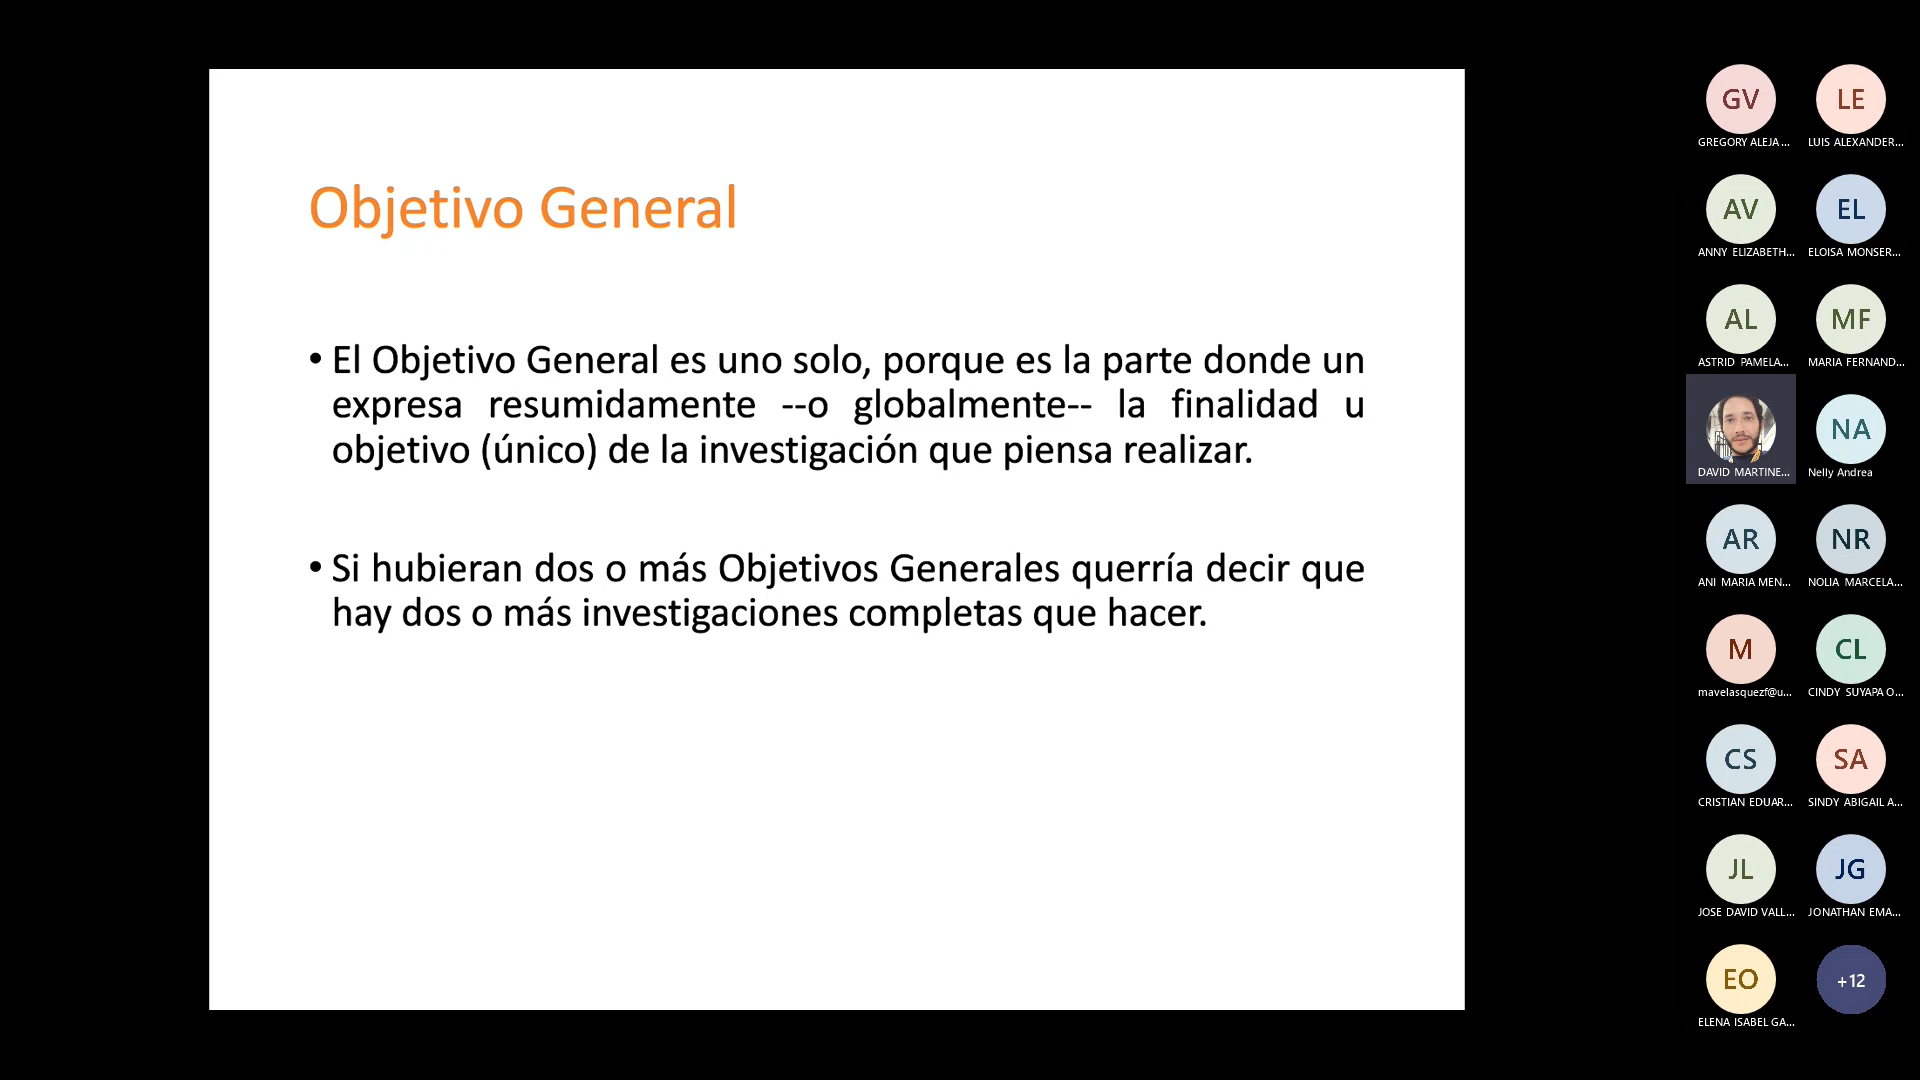 Objetivo General
• El Objetivo General es uno solo, porque es la parte donde un
expresa resumidamente --o globalmente-- la finalidad u
objetivo (único) de la investigación que piensa realizar.
• Si hubieran dos o más Objetivos Generales querría decir que
hay dos o más investigaciones completas que hacer.
GV LE
GREGORY ALEJA... LUIS ALEXANDER...
AV EL
ANNY ELIZABETH... ELOISA MONSER...
AL MF
ASTRID PAMELA... MARIA FERNAND...
NA
DAVID MARTINE... Nelly Andrea
AR NR
ANI MARIA MEN... NOLIA MARCELA...
M CL
mavelasquezf@u... CINDY SUYAPA O...
CS SA
CRISTIAN EDUAR... SINDY ABIGAIL A...
JL JG
JOSE DAVID VALL... JONATHAN EMA...
EO +12
ELENA ISABEL GA...